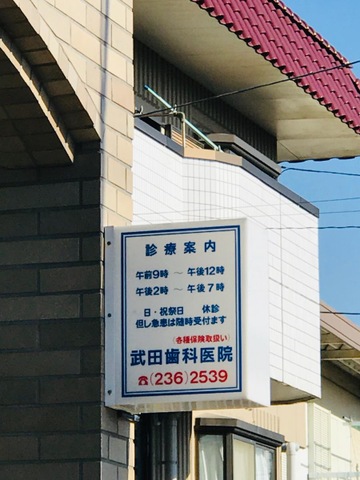 診療案内
午前9時 〜 午後12時
午後2時 〜 午後7時
日・祝祭日 休診
但し急患は随時受付ます
(各種保険取扱い)
武田歯科医院
☎(236)2539